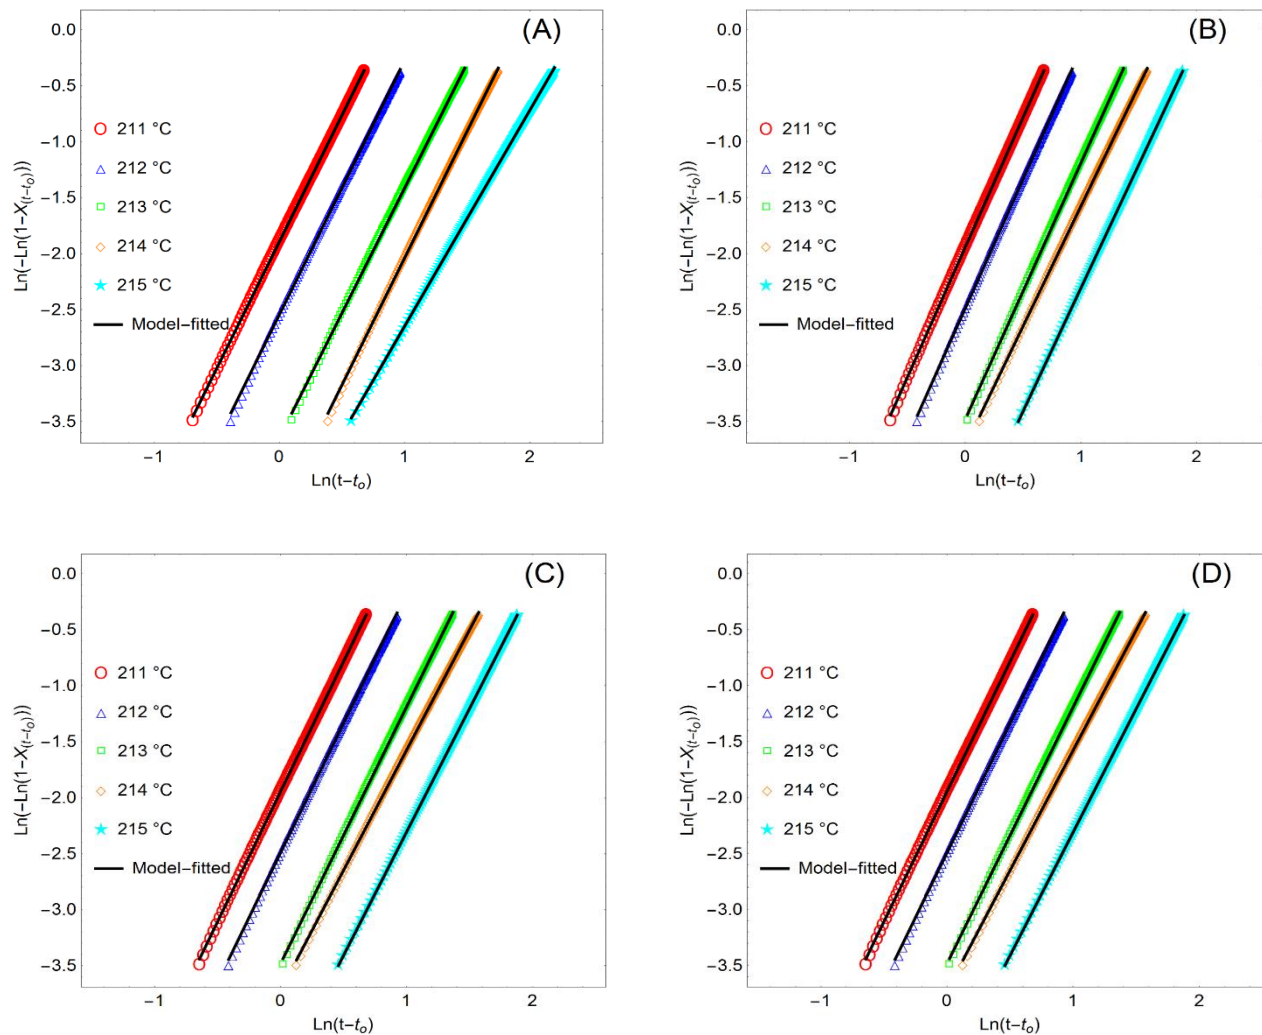 (A)
0.0
−0.5
−1.0
−1.5
−2.0
−2.5
−3.0
−3.5
Ln(−Ln(1−X(t−to)))
211 °C
212 °C
213 °C
214 °C
215 °C
Model−fitted
−1
0
1
2
Ln(t−to)
(B)
0.0
−0.5
−1.0
−1.5
−2.0
−2.5
−3.0
−3.5
Ln(−Ln(1−X(t−to)))
211 °C
212 °C
213 °C
214 °C
215 °C
Model−fitted
−1
0
1
2
Ln(t−to)
(C)
0.0
−0.5
−1.0
−1.5
−2.0
−2.5
−3.0
−3.5
Ln(−Ln(1−X(t−to)))
211 °C
212 °C
213 °C
214 °C
215 °C
Model−fitted
−1
0
1
2
Ln(t−to)
(D)
0.0
−0.5
−1.0
−1.5
−2.0
−2.5
−3.0
−3.5
Ln(−Ln(1−X(t−to)))
211 °C
212 °C
213 °C
214 °C
215 °C
Model−fitted
−1
0
1
2
Ln(t−to)